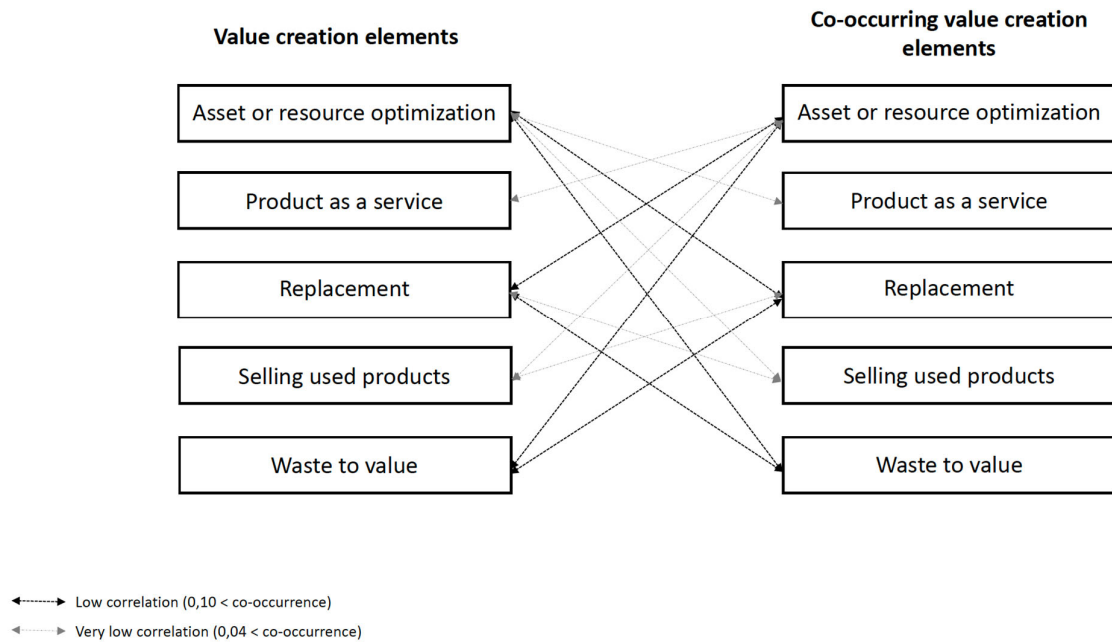 Value creation elements
Co-occurring value creation
elements
Asset or resource optimization
Asset or resource optimization
Product as a service
Product as a service
Replacement
Replacement
Selling used products
Selling used products
Waste to value
Waste to value
Low correlation (0,10 < co-occurrence)
Very low correlation (0,04 < co-occurrence)